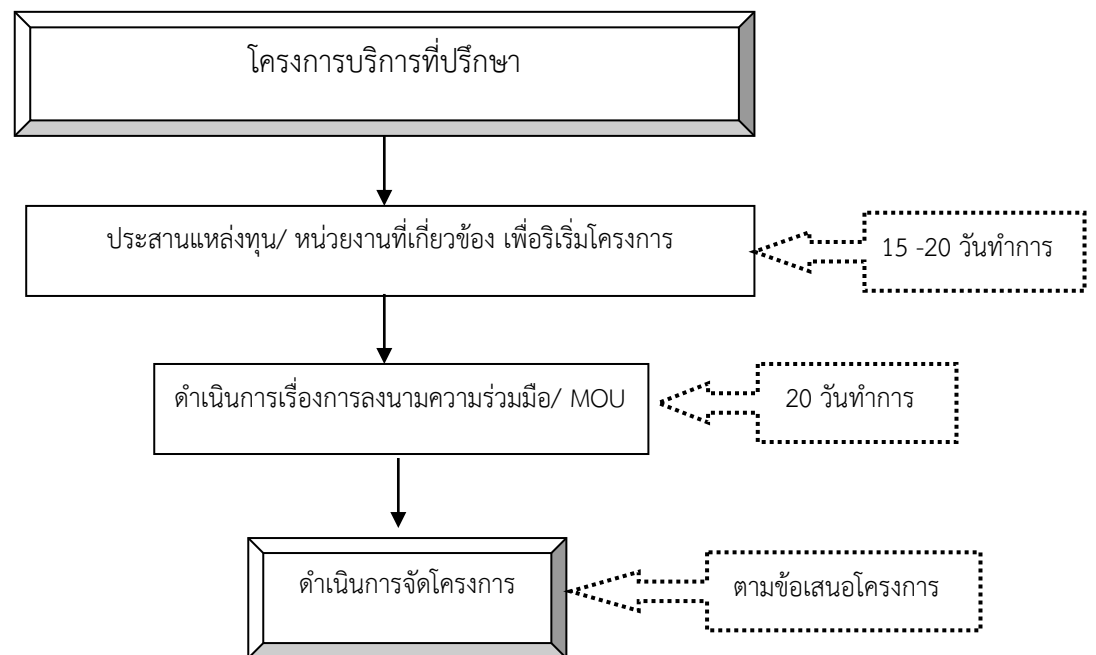 โครงการบริการที่ปรึกษา
ประสานแหล่งทุน/ หน่วยงานที่เกี่ยวข้อง เพื่อริเริ่มโครงการ
15 -20 วันทำการ
ดำเนินการเรื่องการลงนามความร่วมมือ/ MOU
20 วันทำการ
ดำเนินการจัดโครงการ
ตามข้อเสนอโครงการ